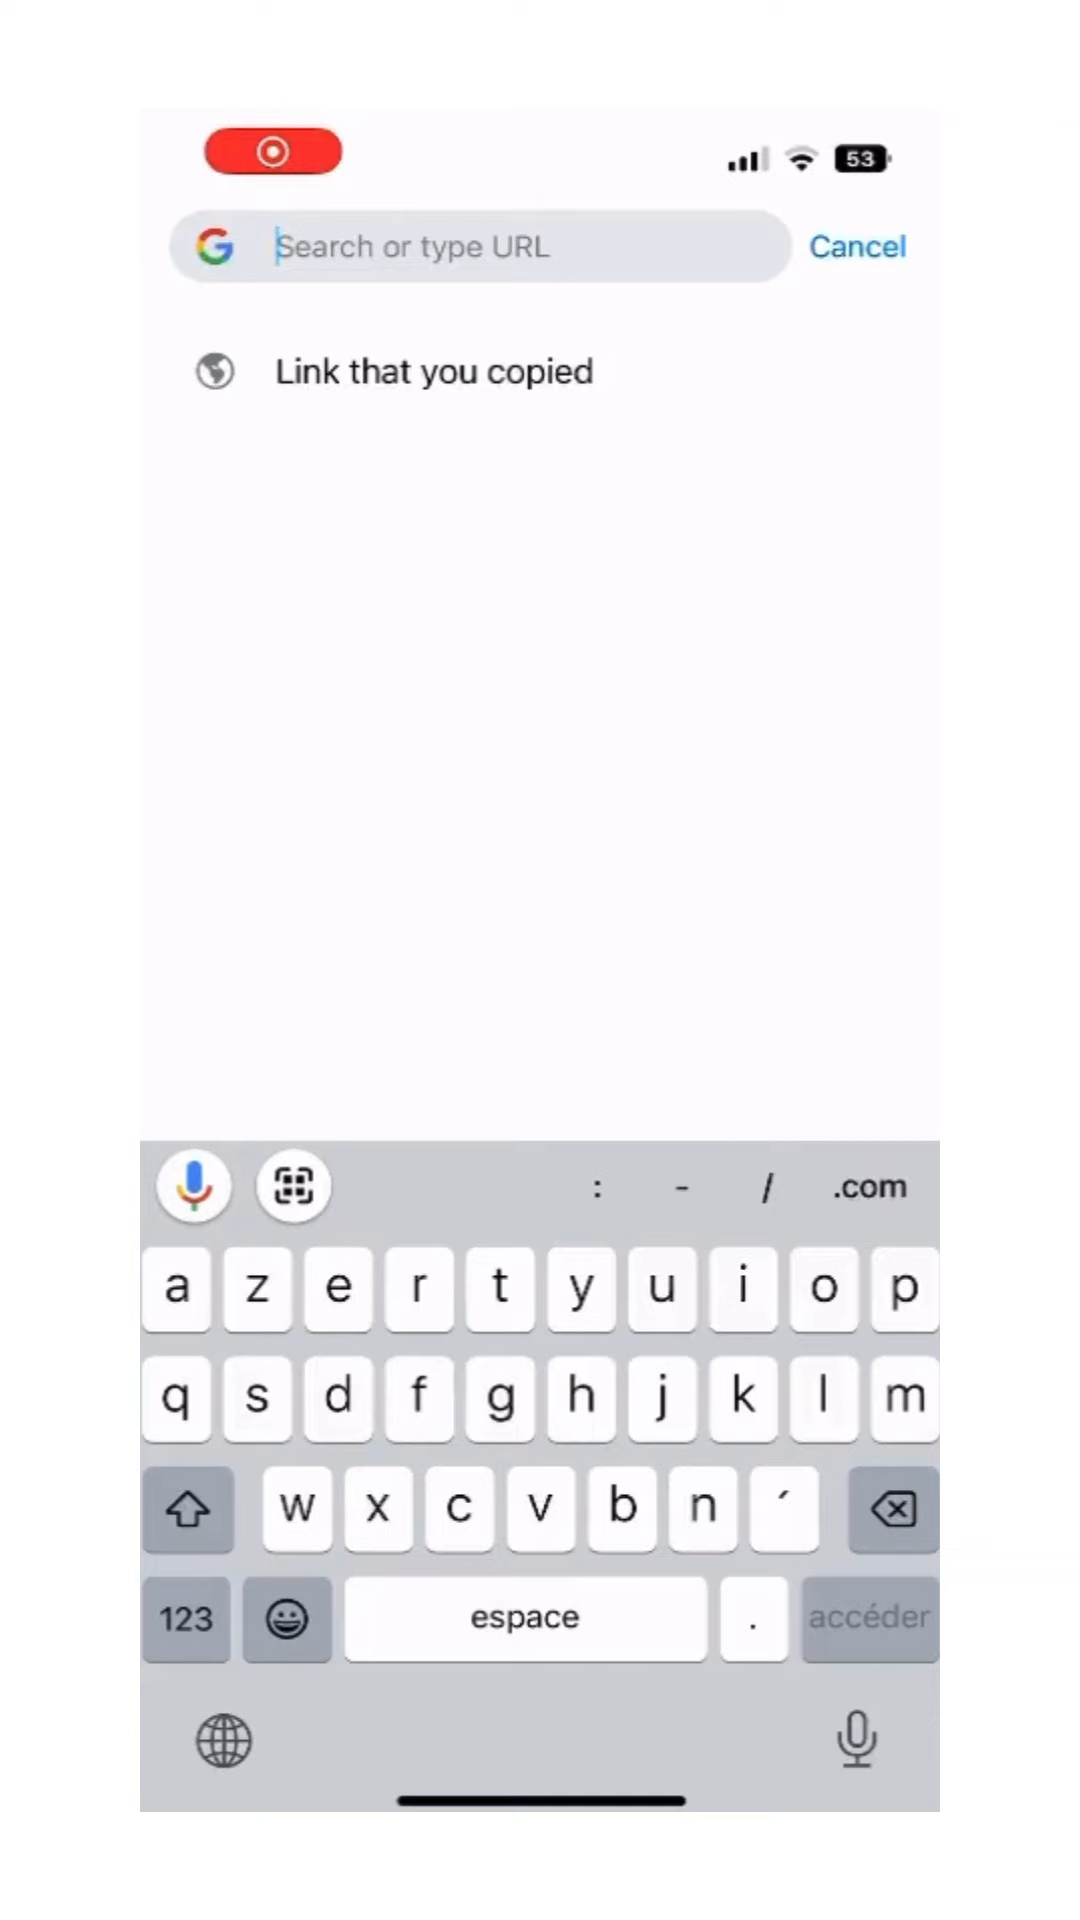 53
Search or type URL
Cancel
Link that you copied
: - / .com
a z e r t y u i o p
q s d f g h j k l m
w x c v b n ´
123 espace . accéder